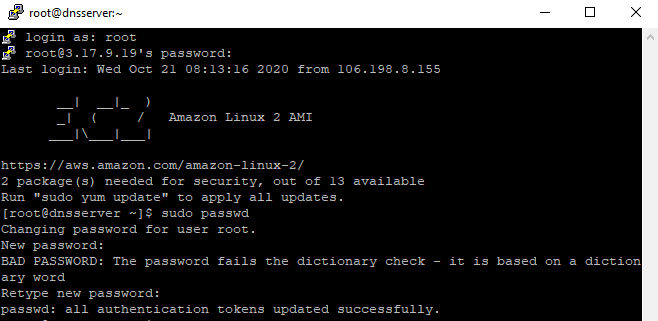 root@dnsserver:~
login as: root
root@3.17.9.19's password:
Last login: Wed Oct 21 08:13:16 2020 from 106.198.8.155
__| __|_ )
_| ( / Amazon Linux 2 AMI
___|\___|___|
https://aws.amazon.com/amazon-linux-2/
2 package(s) needed for security, out of 13 available
Run "sudo yum update" to apply all updates.
[root@dnsserver ~]$ sudo passwd
Changing password for user root.
New password:
BAD PASSWORD: The password fails the dictionary check - it is based on a diction
ary word
Retype new password:
passwd: all authentication tokens updated successfully.